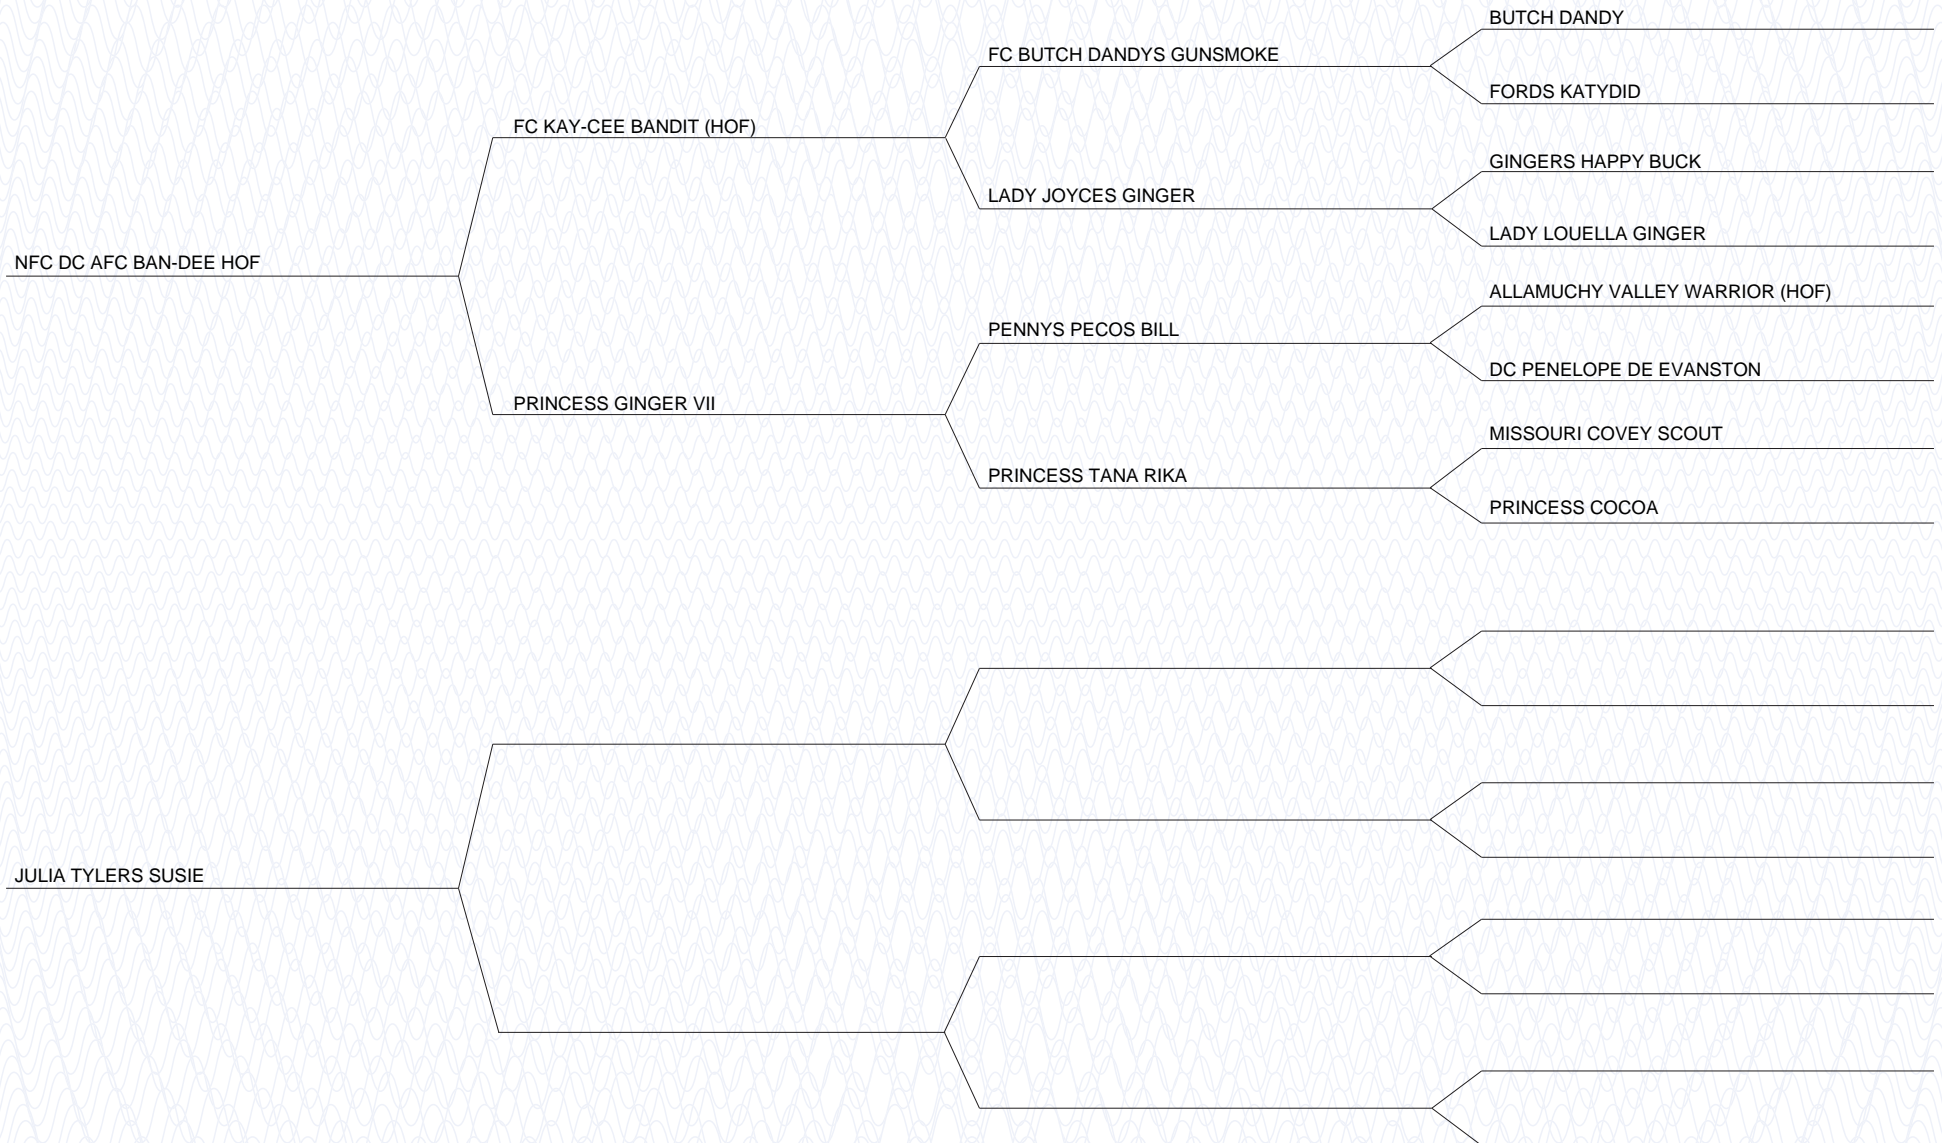 BUTCH DANDY
FC BUTCH DANDYS GUNSMOKE
FORDS KATYDID
FC KAY-CEE BANDIT (HOF)
GINGERS HAPPY BUCK
LADY JOYCES GINGER
LADY LOUELLA GINGER
NFC DC AFC BAN-DEE HOF
ALLAMUCHY VALLEY WARRIOR (HOF)
PENNYS PECOS BILL
DC PENELOPE DE EVANSTON
PRINCESS GINGER VII
MISSOURI COVEY SCOUT
PRINCESS TANA RIKA
PRINCESS COCOA
JULIA TYLERS SUSIE